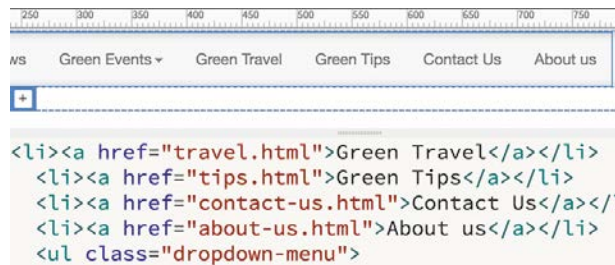 250 300 350 400 450 500 550 600 650 700 750
ws Green Events Green Travel Green Tips Contact Us About us
+
<li><a href="travel.html">Green Travel</a></li>
<li><a href="tips.html">Green Tips</a></li>
<li><a href="contact-us.html">Contact Us</a></
<li><a href="about-us.html">About us</a></li>
<ul class="dropdown-menu">